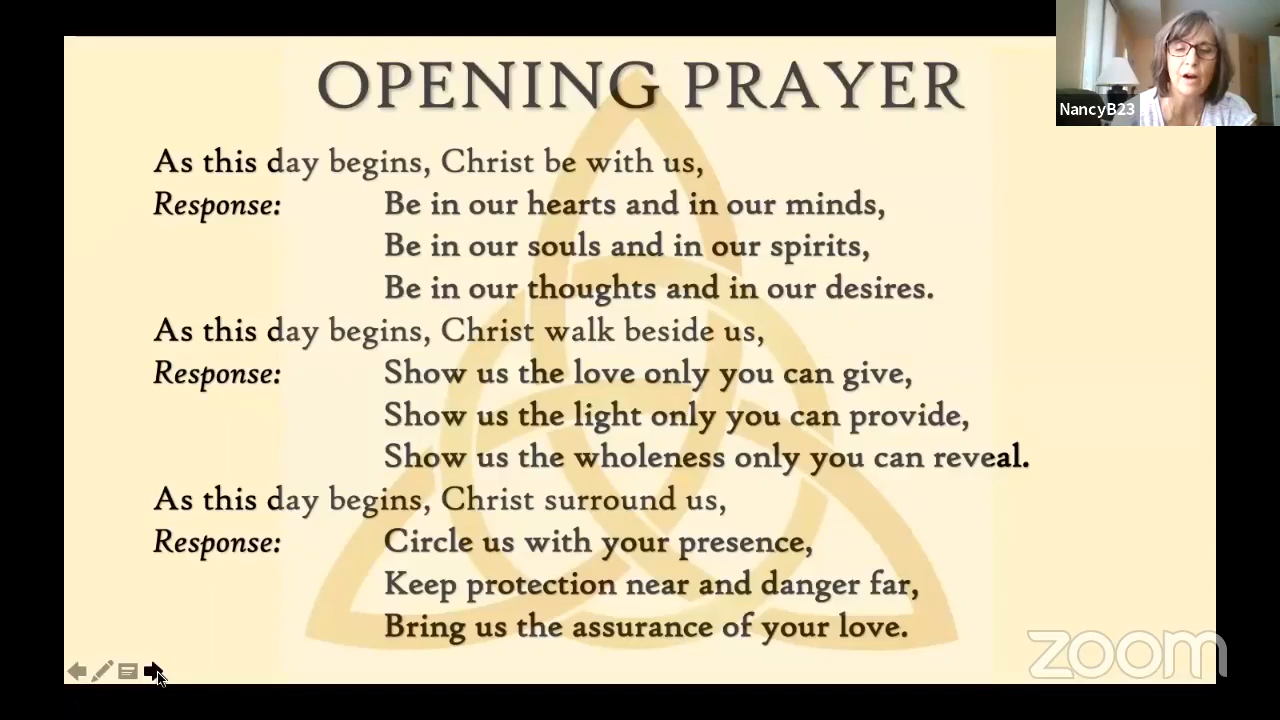 OPENING PRAYER
NancyB23
As this day begins, Christ be with us,
Response: Be in our hearts and in our minds,
Be in our souls and in our spirits,
Be in our thoughts and in our desires.
As this day begins, Christ walk beside us,
Response: Show us the love only you can give,
Show us the light only you can provide,
Show us the wholeness only you can reveal.
As this day begins, Christ surround us,
Response: Circle us with your presence,
Keep protection near and danger far,
Bring us the assurance of your love.
zoom